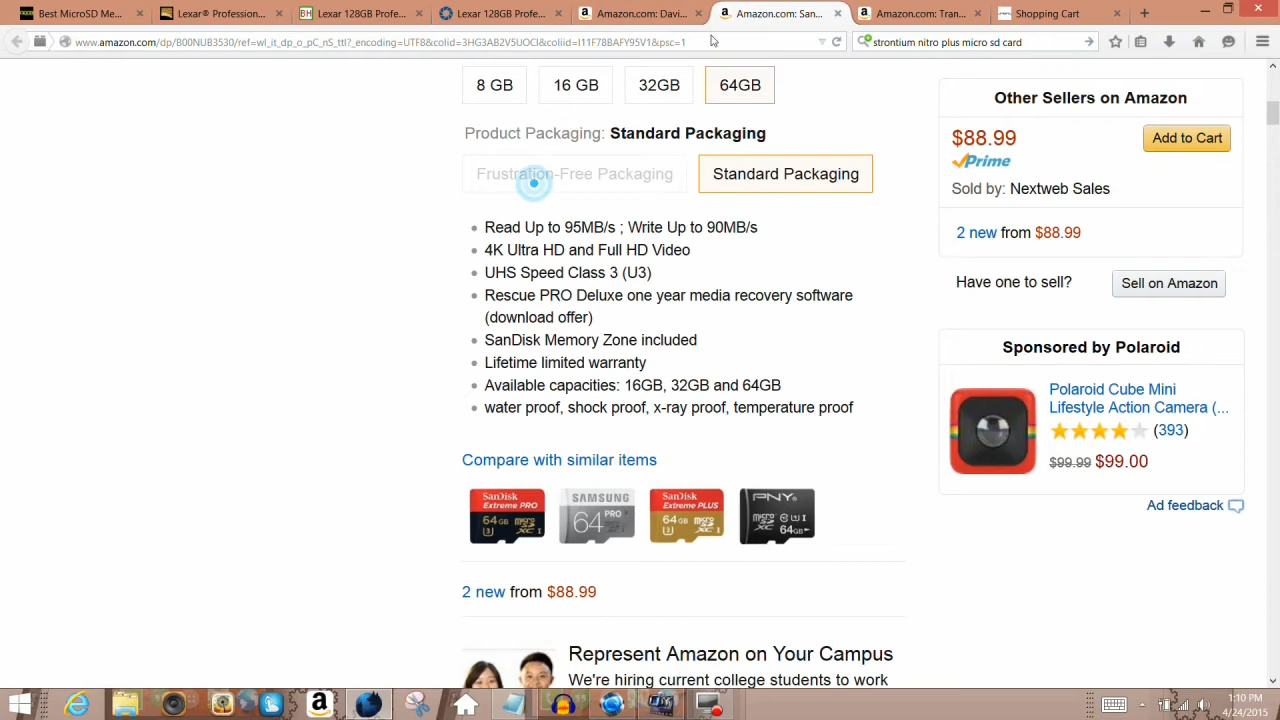 Best MicroSD Me...
Lexar® Profession...
Lexar 128GB Profe...
Lexar 128GB Profe...
Amazon.com: Davi...
Amazon.com: San...
Amazon.com: Tran...
Shopping Cart
www.amazon.com/dp/B00NUB3530/ref=wl_it_dp_o_pC_nS_ttl?_encoding=UTF8&colid=3HG3AB2V5UOCI&coliid=I11F78BAFY95V1&psc=1
strontium nitro plus micro sd card
8 GB
16 GB
32GB
64GB
Product Packaging: Standard Packaging
Frustration-Free Packaging
Standard Packaging
Read Up to 95MB/s ; Write Up to 90MB/s
4K Ultra HD and Full HD Video
UHS Speed Class 3 (U3)
Rescue PRO Deluxe one year media recovery software
(download offer)
SanDisk Memory Zone included
Lifetime limited warranty
Available capacities: 16GB, 32GB and 64GB
water proof, shock proof, x-ray proof, temperature proof
Compare with similar items
SanDisk
Extreme PRO
64GB micro
SAMSUNG
64 PRO
SanDisk
Extreme PLUS
64GB micro
PNY
micro
64GB
2 new from $88.99
Represent Amazon on Your Campus
We're hiring current college students to work
Other Sellers on Amazon
$88.99
Add to Cart
Prime
Sold by: Nextweb Sales
2 new from $88.99
Have one to sell?
Sell on Amazon
Sponsored by Polaroid
Polaroid Cube Mini
Lifestyle Action Camera (...
(393)
$99.99 $99.00
Ad feedback
1:10 PM
4/24/2015